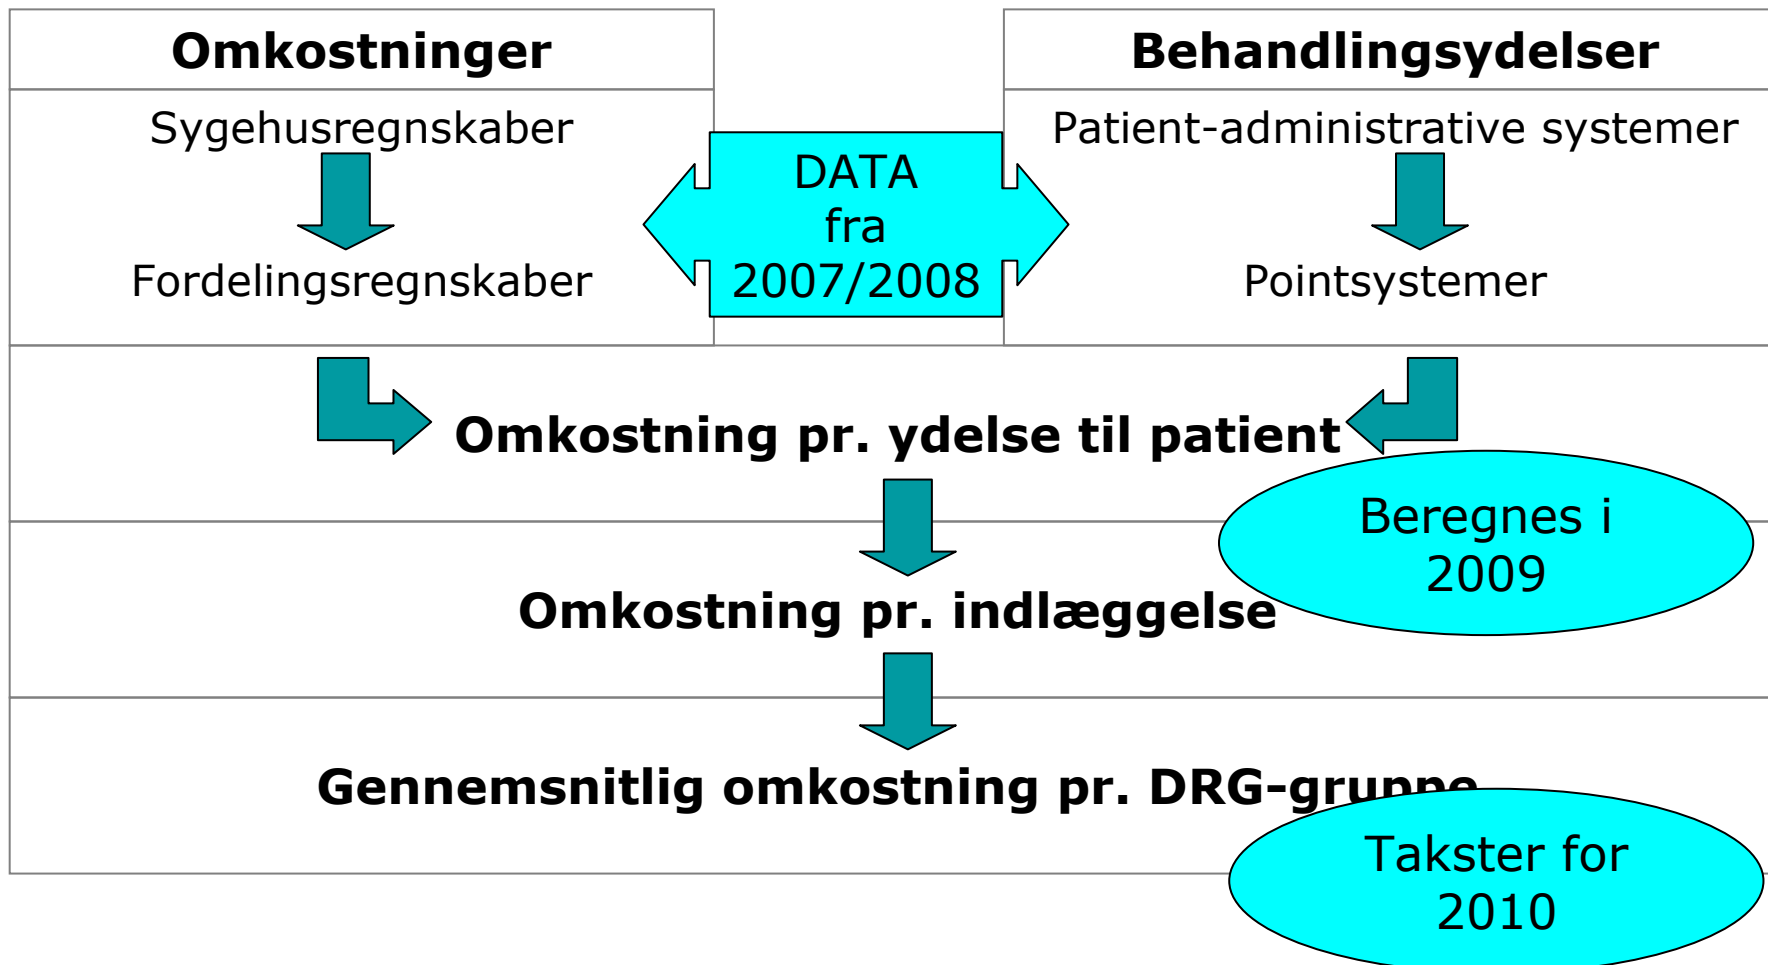 Omkostninger
Sygehusregnskaber
Fordelingsregnskaber
DATA
fra
2007/2008
Behandlingsydelser
Patient-administrative systemer
Pointsystemer
Omkostning pr. ydelse til patient
Beregnes i
2009
Omkostning pr. indlæggelse
Gennemsnitlig omkostning pr. DRG-gruppe
Takster for
2010